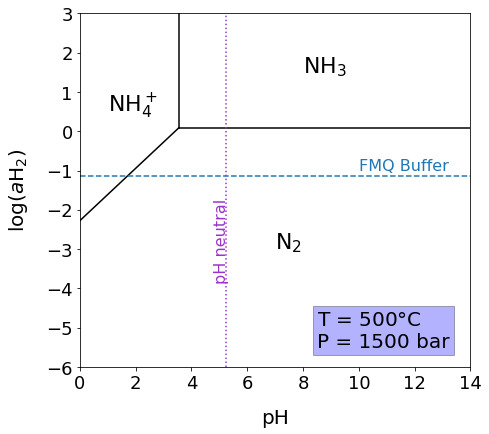 3
2
1
0
−1
−2
−3
−4
−5
−6
log(aH₂)
NH₄⁺
NH₃
FMQ Buffer
pH neutral
N₂
T = 500°C
P = 1500 bar
0 2 4 6 8 10 12 14
pH